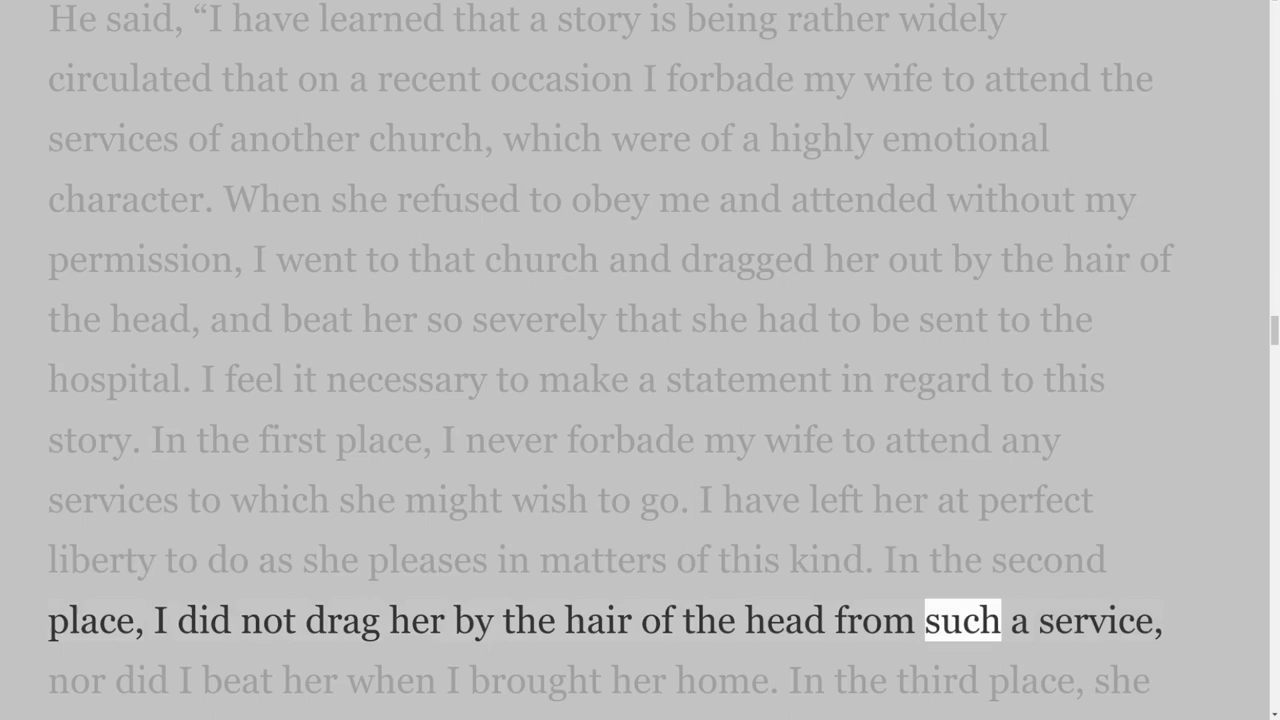 He said, “I have learned that a story is being rather widely
circulated that on a recent occasion I forbade my wife to attend the
services of another church, which were of a highly emotional
character. When she refused to obey me and attended without my
permission, I went to that church and dragged her out by the hair of
the head, and beat her so severely that she had to be sent to the
hospital. I feel it necessary to make a statement in regard to this
story. In the first place, I never forbade my wife to attend any
services to which she might wish to go. I have left her at perfect
liberty to do as she pleases in matters of this kind. In the second
place, I did not drag her by the hair of the head from such a service,
nor did I beat her when I brought her home. In the third place, she